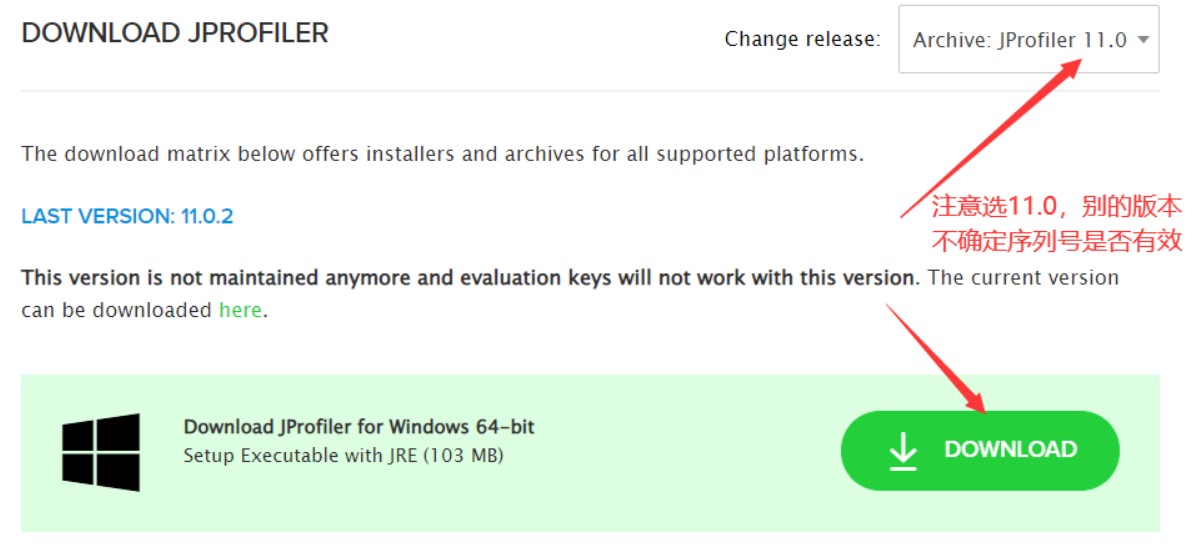 DOWNLOAD JPROFILER
Change release:
Archive: JProfiler 11.0
The download matrix below offers installers and archives for all supported platforms.
LAST VERSION: 11.0.2
注意选11.0，别的版本
不确定序列号是否有效
This version is not maintained anymore and evaluation keys will not work with this version. The current version
can be downloaded here.
Download JProfiler for Windows 64-bit
Setup Executable with JRE (103 MB)
DOWNLOAD